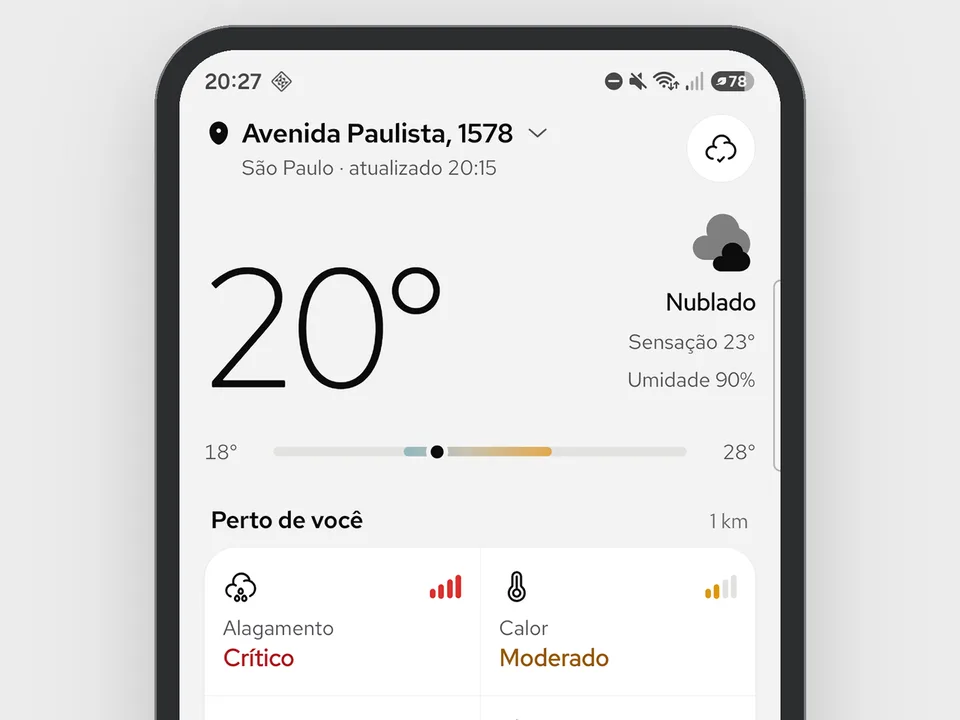 20:27
78
Avenida Paulista, 1578
São Paulo · atualizado 20:15
20°
Nublado
Sensação 23°
Umidade 90%
18°
28°
Perto de você
1 km
Alagamento
Crítico
Calor
Moderado